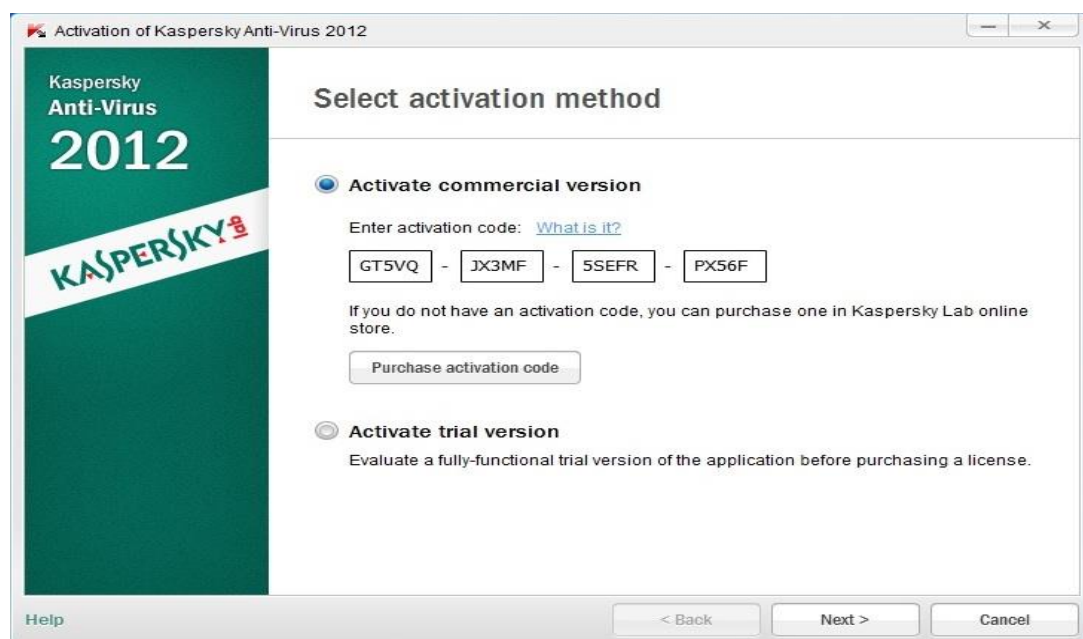 Activation of Kaspersky Anti-Virus 2012
Kaspersky
Anti-Virus
2012
KASPERSKY lab
Select activation method
Activate commercial version
Enter activation code: What is it?
GT5VQ - JX3MF - 5SEFR - PX56F
If you do not have an activation code, you can purchase one in Kaspersky Lab online
store.
Purchase activation code
Activate trial version
Evaluate a fully-functional trial version of the application before purchasing a license.
Help
< Back
Next >
Cancel